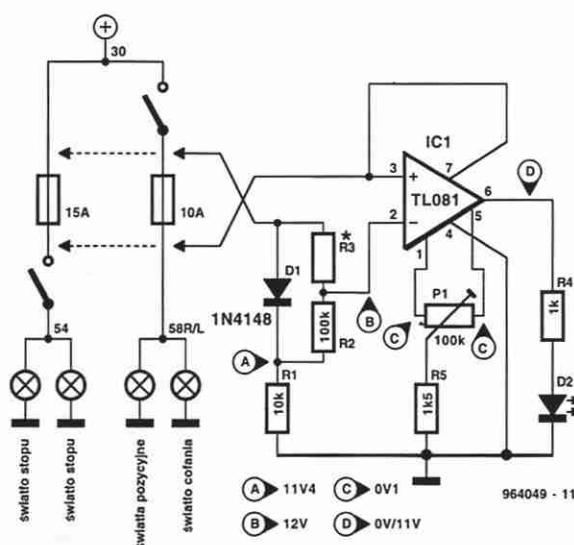 +
30
IC1
7
3
+
TL081
6
D
2
−
5
4
1
15A
10A
*
R3
D1
1N4148
100k
R2
B
P1
100k
C
C
R4
1k
54
58R/L
A
R1
10k
R5
1k5
D2
światło stopu
światło stopu
światła pozycyjne
światło cofania
A 11V4
C 0V1
B 12V
D 0V/11V
964049 - 11